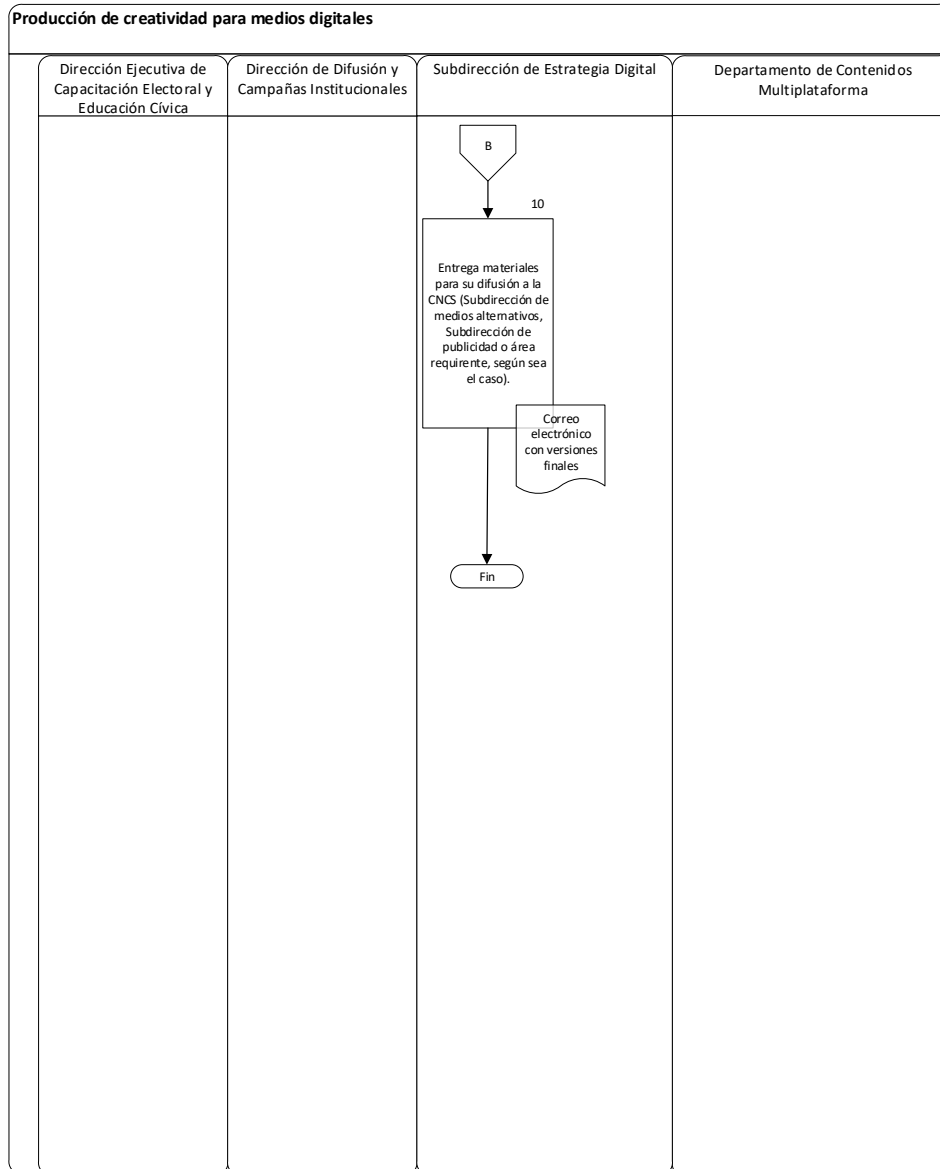 Producción de creatividad para medios digitales
Dirección Ejecutiva de
Capacitación Electoral y
Educación Cívica
Dirección de Difusión y
Campañas Institucionales
Subdirección de Estrategia Digital
Departamento de Contenidos
Multiplataforma
B
10
Entrega materiales
para su difusión a la
CNCS (Subdirección de
medios alternativos,
Subdirección de
publicidad o área
requirente, según sea
el caso).
Correo
electrónico
con versiones
finales
Fin